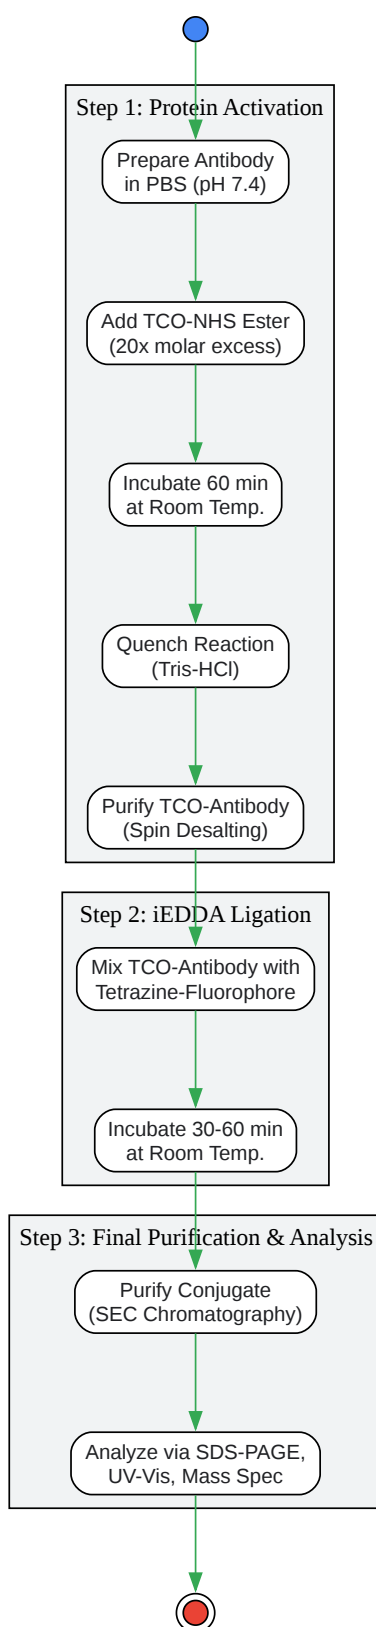 Step 1: Protein Activation
Prepare Antibody
in PBS (pH 7.4)
Add TCO-NHS Ester
(20x molar excess)
Incubate 60 min
at Room Temp.
Quench Reaction
(Tris-HCl)
Purify TCO-Antibody
(Spin Desalting)
Step 2: iEDDA Ligation
Mix TCO-Antibody with
Tetrazine-Fluorophore
Incubate 30-60 min
at Room Temp.
Step 3: Final Purification & Analysis
Purify Conjugate
(SEC Chromatography)
Analyze via SDS-PAGE,
UV-Vis, Mass Spec